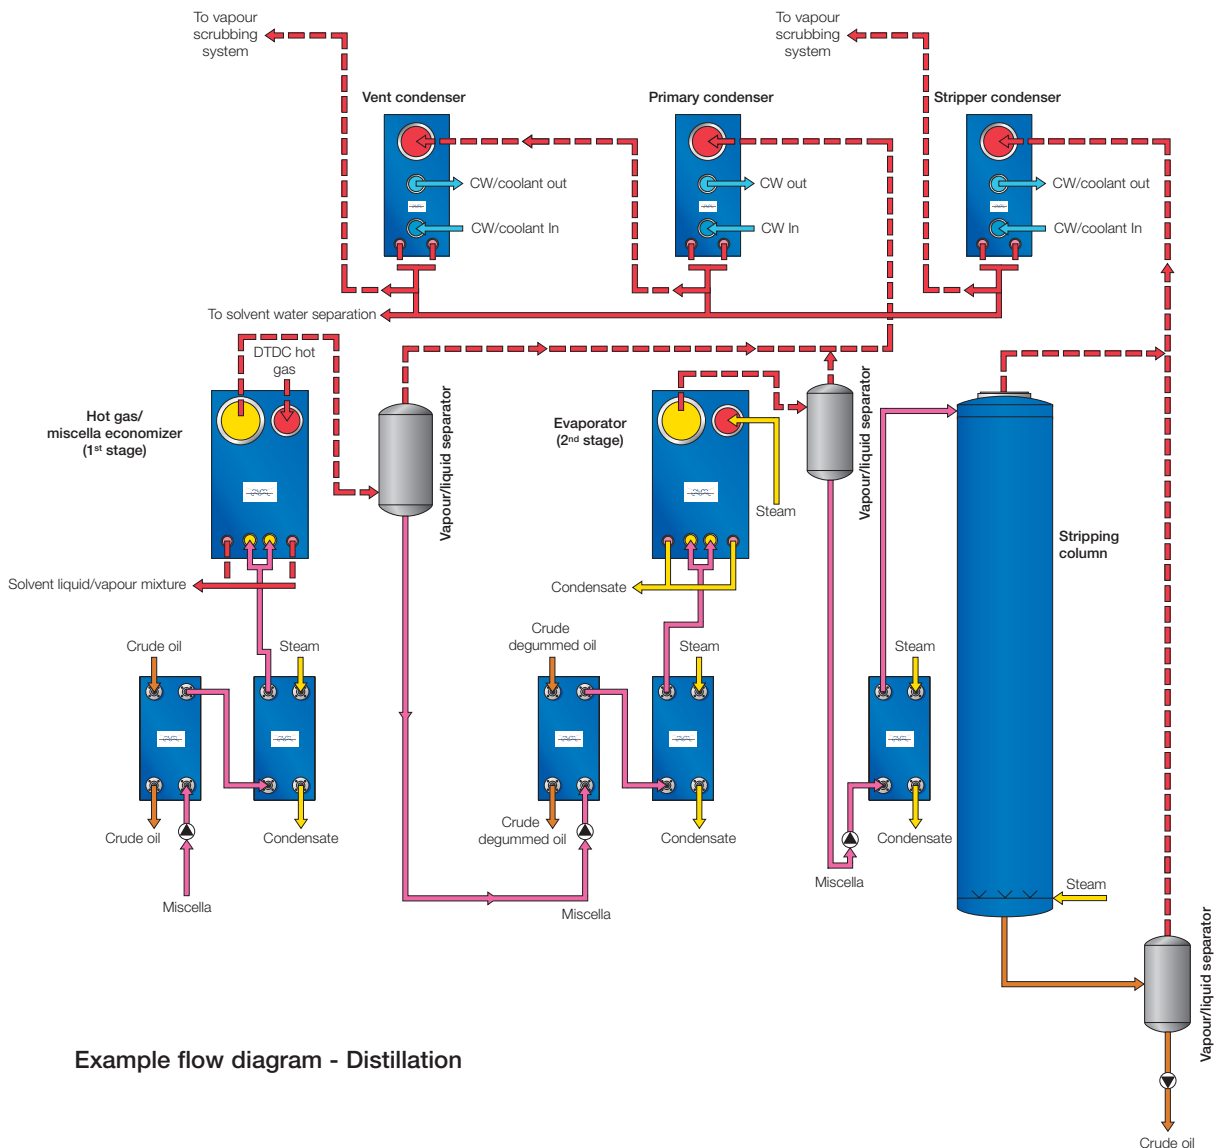 To vapour
scrubbing
system
To vapour
scrubbing
system
Vent condenser
Primary condenser
Stripper condenser
CW/coolant out
CW out
CW/coolant out
CW/coolant In
CW In
CW/coolant In
To solvent water separation
DTDC hot
gas
Hot gas/
miscella economizer
(1st stage)
Vapour/liquid separator
Evaporator
(2nd stage)
Steam
Vapour/liquid separator
Stripping
column
Solvent liquid/vapour mixture
Condensate
Crude oil
Steam
Crude
degummed oil
Steam
Steam
Crude oil
Condensate
Crude
degummed oil
Condensate
Condensate
Miscella
Miscella
Miscella
Steam
Vapour/liquid separator
Example flow diagram - Distillation
Crude oil